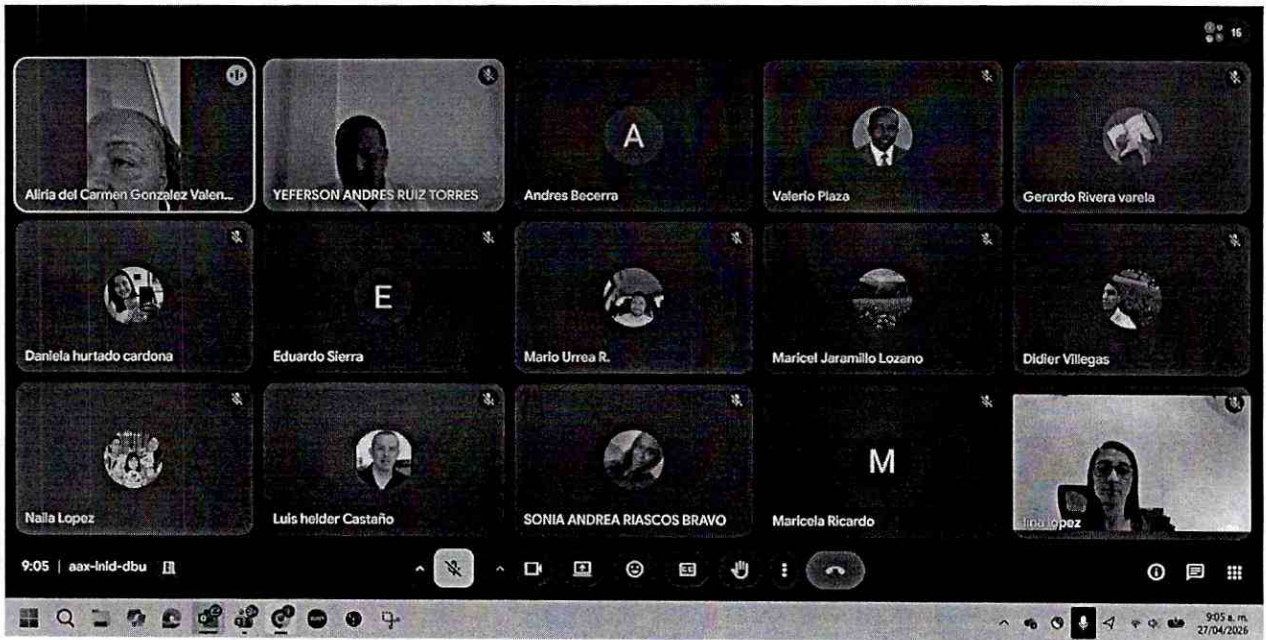 16
Aliria del Carmen Gonzalez Valen...
YEFERSON ANDRES RUIZ TORRES
A
Andres Becerra
Valerio Plaza
Gerardo Rivera varela
Daniela hurtado cardona
E
Eduardo Sierra
Mario Urrea R.
Maricel Jaramillo Lozano
Didier Villegas
Naila Lopez
Luis helder Castaño
SONIA ANDREA RIASCOS BRAVO
M
Maricela Ricardo
lina lopez
9:05 | aax-inid-dbu
9:05 a. m.
27/04/2026